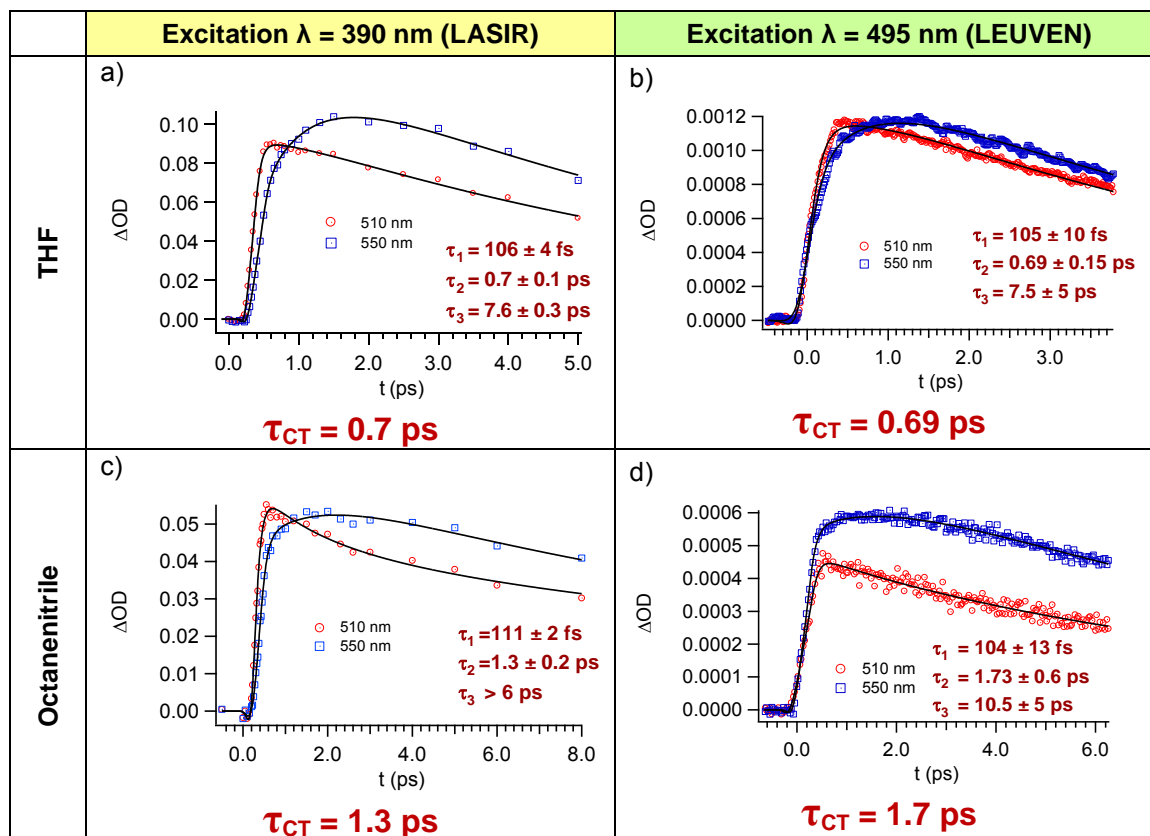 Excitation λ = 390 nm (LASIR)
Excitation λ = 495 nm (LEUVEN)
THF
a)
ΔOD
0.10
0.08
0.06
0.04
0.02
0.00
510 nm
550 nm
τ1 = 106 ± 4 fs
τ2 = 0.7 ± 0.1 ps
τ3 = 7.6 ± 0.3 ps
0.0 1.0 2.0 3.0 4.0 5.0
t (ps)
τCT = 0.7 ps
b)
ΔOD
0.0012
0.0010
0.0008
0.0006
0.0004
0.0002
0.0000
510 nm
550 nm
τ1 = 105 ± 10 fs
τ2 = 0.69 ± 0.15 ps
τ3 = 7.5 ± 5 ps
0.0 1.0 2.0 3.0
t (ps)
τCT = 0.69 ps
Octanenitrile
c)
ΔOD
0.05
0.04
0.03
0.02
0.01
0.00
510 nm
550 nm
τ1 =111 ± 2 fs
τ2 =1.3 ± 0.2 ps
τ3 > 6 ps
0.0 2.0 4.0 6.0 8.0
t (ps)
τCT = 1.3 ps
d)
ΔOD
0.0006
0.0005
0.0004
0.0003
0.0002
0.0001
0.0000
510 nm
550 nm
τ1 = 104 ± 13 fs
τ2 = 1.73 ± 0.6 ps
τ3 = 10.5 ± 5 ps
0.0 2.0 4.0 6.0
t (ps)
τCT = 1.7 ps